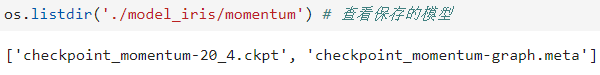 os.listdir('./model_iris/momentum') # 查看保存的模型
['checkpoint_momentum-20_4.ckpt', 'checkpoint_momentum-graph.meta']